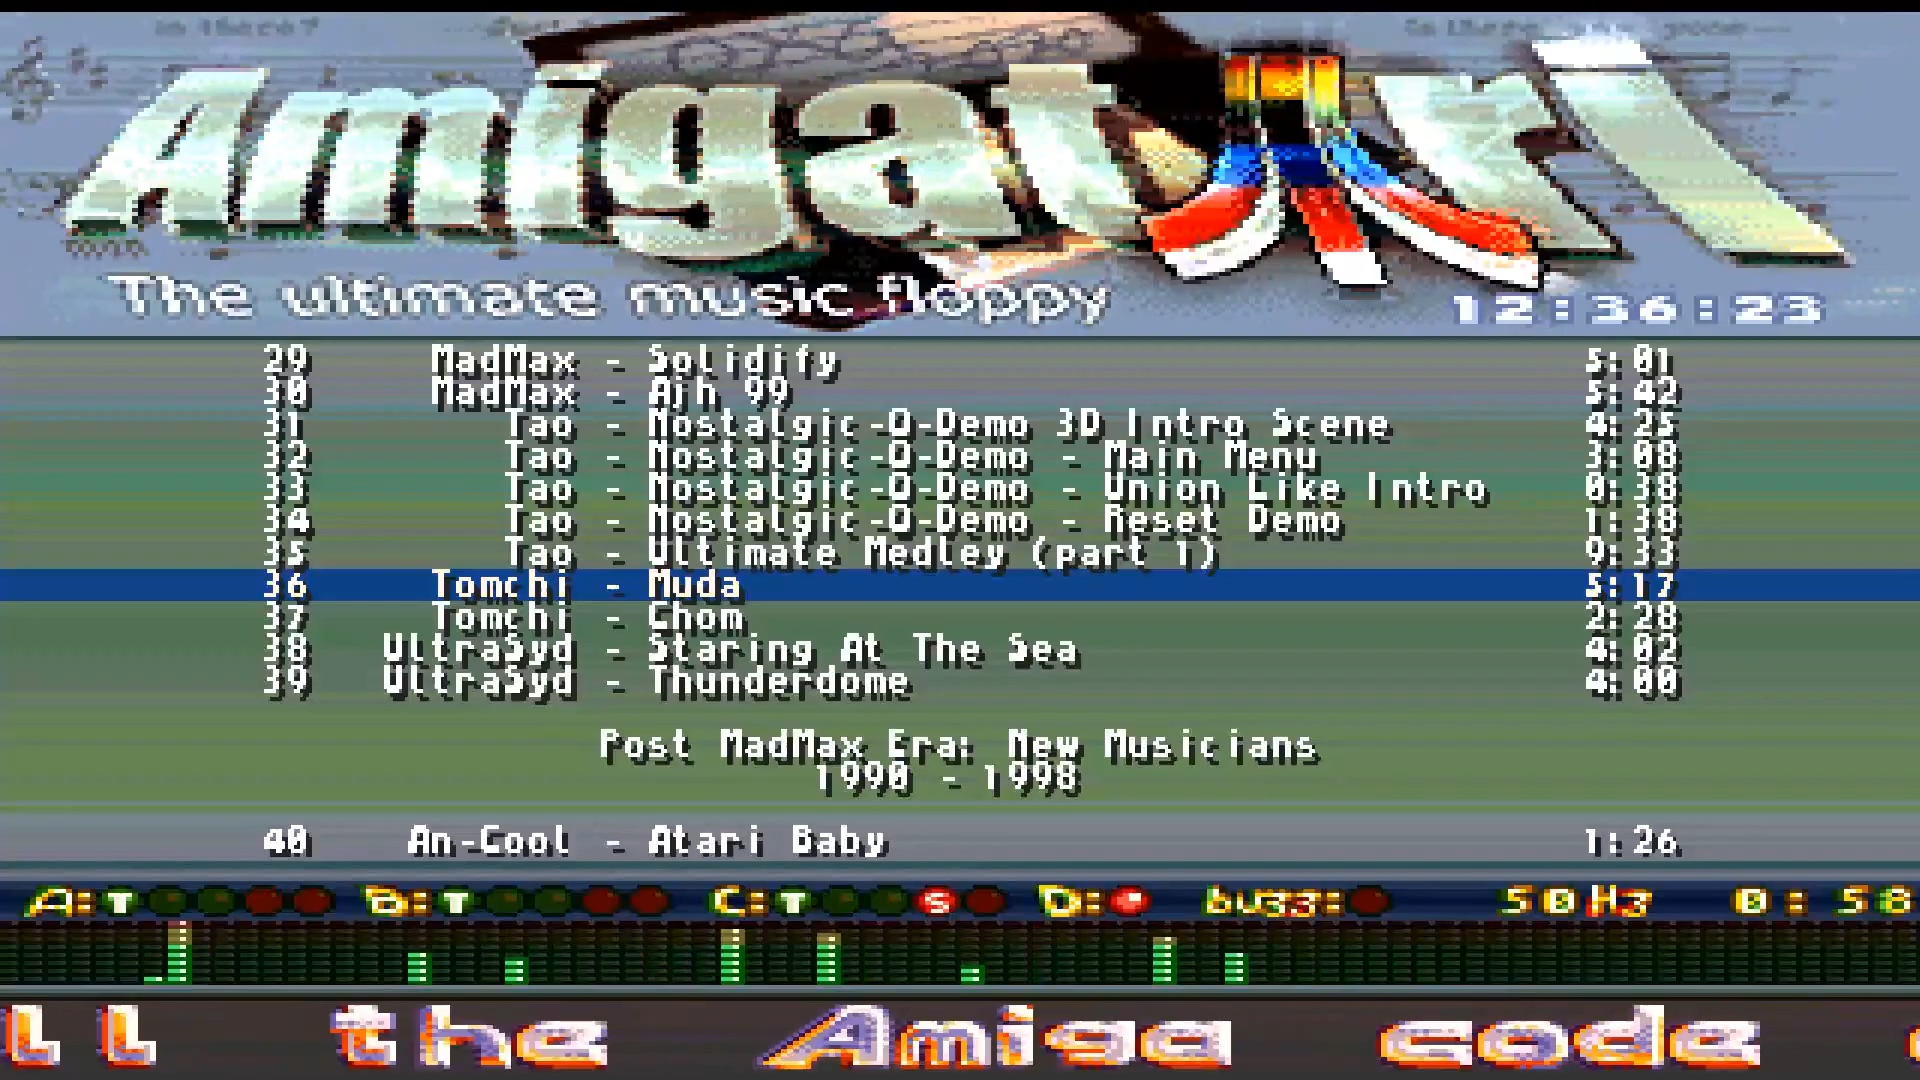 Amigatari
The ultimate music floppy
12:36:23
29 MadMax - Solidify 5:01
30 MadMax - Ajh 99 5:42
31 Tao - Nostalgic-O-Demo 3D Intro Scene 4:25
32 Tao - Nostalgic-O-Demo - Main Menu 3:08
33 Tao - Nostalgic-O-Demo - Union Like Intro 0:38
34 Tao - Nostalgic-O-Demo - Reset Demo 1:38
35 Tao - Ultimate Medley (part 1) 9:33
36 Tomchi - Muda 5:17
37 Tomchi - Chom 2:28
38 UltraSyd - Staring At The Sea 4:02
39 UltraSyd - Thunderdome 4:00
Post MadMax Era: New Musicians
1990 - 1998
40 An-Cool - Atari Baby 1:26
A:T B:T C:T S D: buzz: 50Hz 0:58
ll the Amiga code